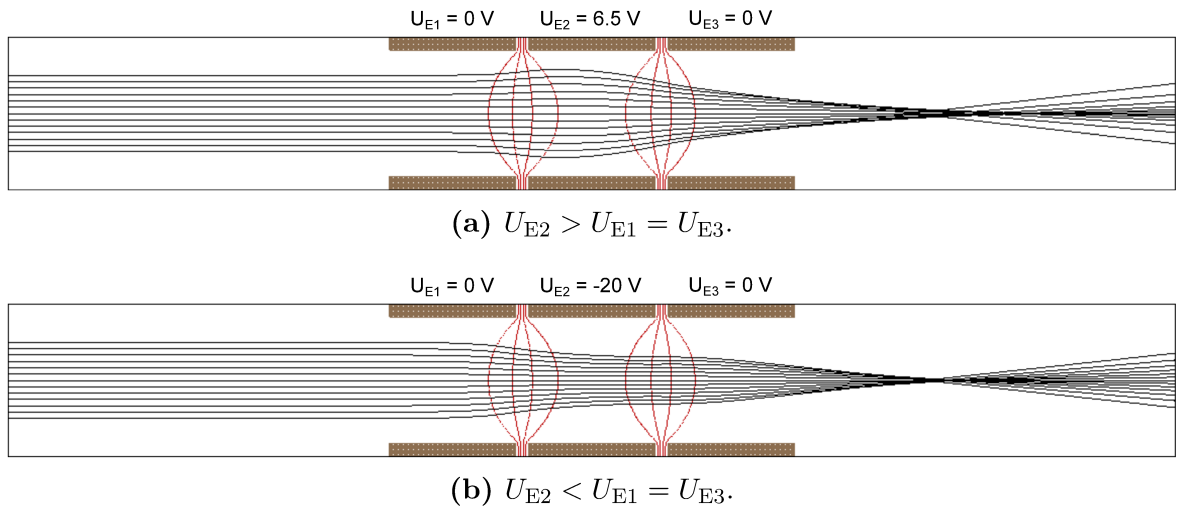 U_E1 = 0 V U_E2 = 6.5 V U_E3 = 0 V
(a) U_E2 > U_E1 = U_E3.
U_E1 = 0 V U_E2 = -20 V U_E3 = 0 V
(b) U_E2 < U_E1 = U_E3.